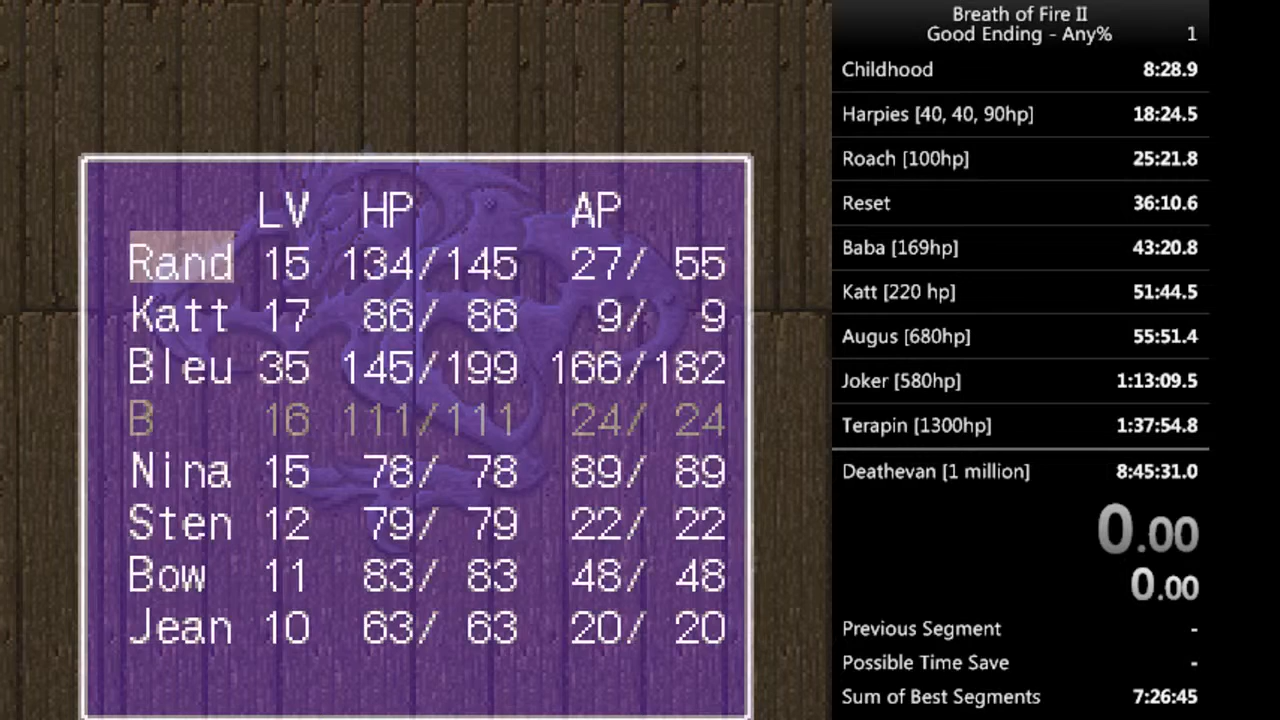 LV HP AP
Rand 15 134/145 27/ 55
Katt 17 86/ 86 9/ 9
Bleu 35 145/199 166/182
B 16 111/111 24/ 24
Nina 15 78/ 78 89/ 89
Sten 12 79/ 79 22/ 22
Bow 11 83/ 83 48/ 48
Jean 10 63/ 63 20/ 20
Breath of Fire II
Good Ending - Any% 1
Childhood 8:28.9
Harpies [40, 40, 90hp] 18:24.5
Roach [100hp] 25:21.8
Reset 36:10.6
Baba [169hp] 43:20.8
Katt [220 hp] 51:44.5
Augus [680hp] 55:51.4
Joker [580hp] 1:13:09.5
Terapin [1300hp] 1:37:54.8
Deathevan [1 million] 8:45:31.0
0.00
0.00
Previous Segment -
Possible Time Save -
Sum of Best Segments 7:26:45